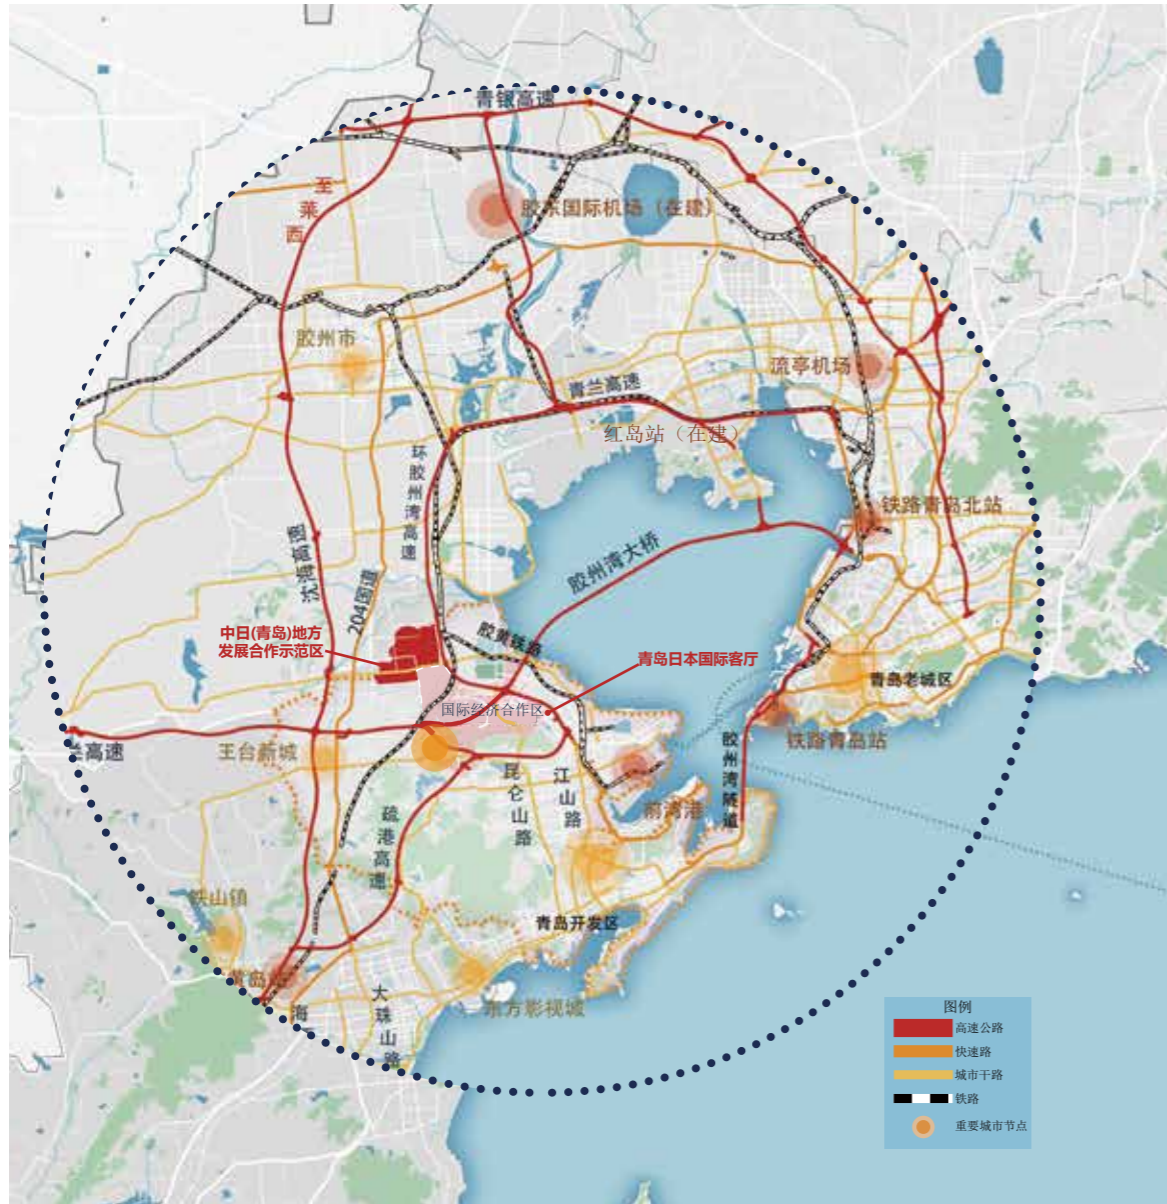 青银高速
至莱西
胶东国际机场（在建）
胶州市
流亭机场
青兰高速
红岛站（在建）
环胶州湾高速
铁路青岛北站
沈海高速
胶州湾大桥
204国道
中日(青岛)地方
发展合作示范区
胶黄铁路
青岛日本国际客厅
青岛老城区
国际经济合作区
兰高速
王台新城
铁路青岛站
胶州湾隧道
昆仑山路
江山路
前湾港
疏港高速
铁山镇
青岛开发区
黄岛站
海
大珠山路
东方影视城
图例
高速公路
快速路
城市干路
铁路
重要城市节点